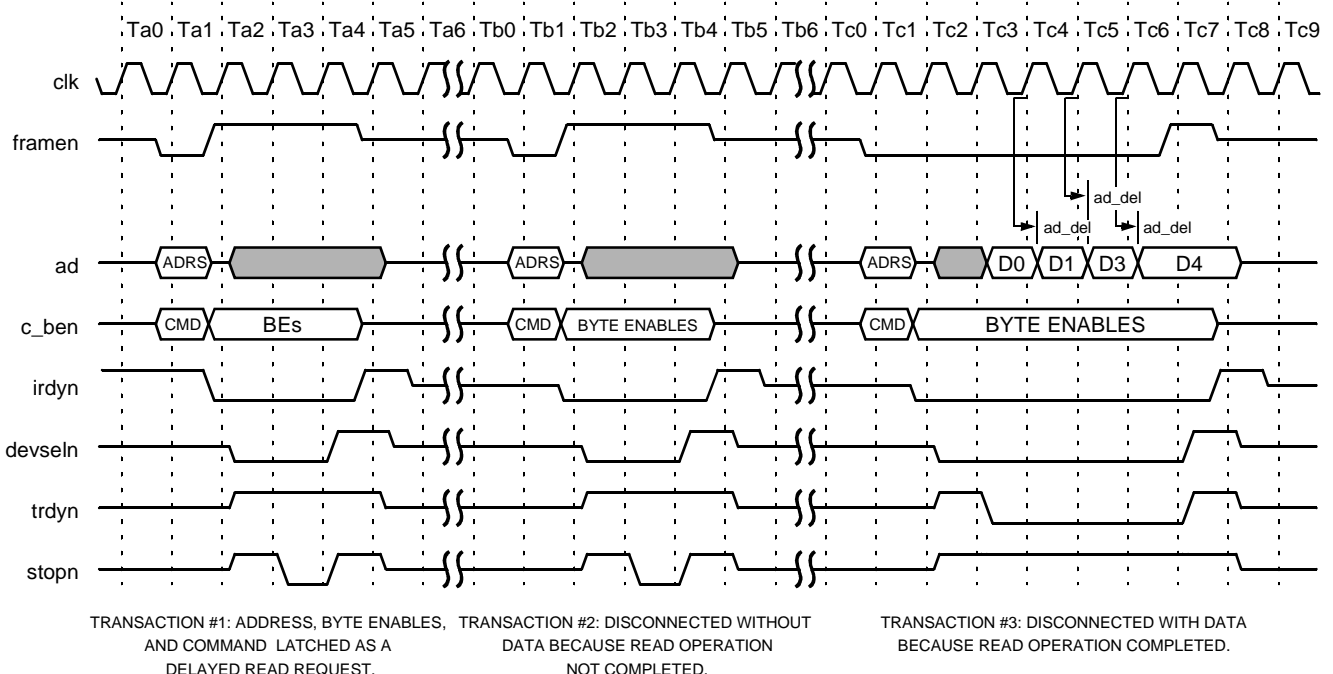 Ta0 Ta1 Ta2 Ta3 Ta4 Ta5 Ta6 Tb0 Tb1 Tb2 Tb3 Tb4 Tb5 Tb6 Tc0 Tc1 Tc2 Tc3 Tc4 Tc5 Tc6 Tc7 Tc8 Tc9
clk
framen
ad_del
ad_del ad_del
ad ADRS ADRS ADRS D0 D1 D3 D4
c_ben CMD BEs CMD BYTE ENABLES CMD BYTE ENABLES
irdyn
devseln
trdyn
stopn
TRANSACTION #1: ADDRESS, BYTE ENABLES,
AND COMMAND LATCHED AS A
DELAYED READ REQUEST.
TRANSACTION #2: DISCONNECTED WITHOUT
DATA BECAUSE READ OPERATION
NOT COMPLETED.
TRANSACTION #3: DISCONNECTED WITH DATA
BECAUSE READ OPERATION COMPLETED.